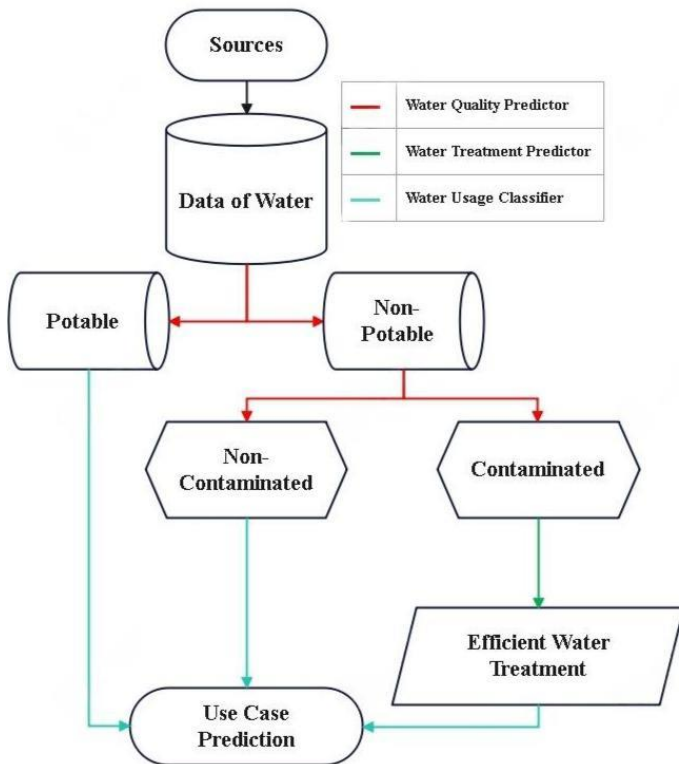 Sources
Water Quality Predictor
Water Treatment Predictor
Water Usage Classifier
Data of Water
Potable
Non-
Potable
Non-
Contaminated
Contaminated
Efficient Water
Treatment
Use Case
Prediction